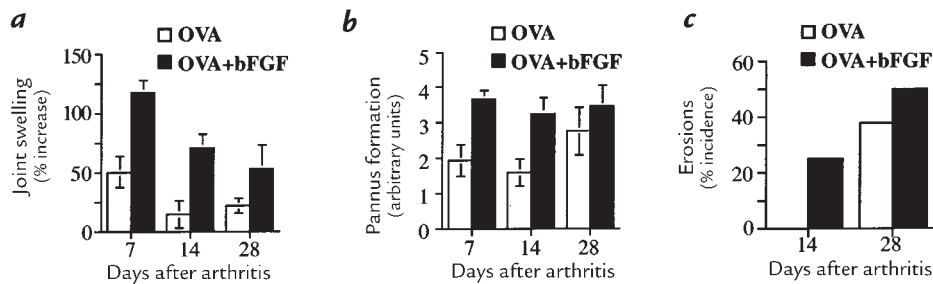 a
OVA
OVA+bFGF
Joint swelling
(% increase)
150
100
50
0
7 14 28
Days after arthritis
b
OVA
OVA+bFGF
Pannus formation
(arbitrary units)
5
4
3
2
1
0
7 14 28
Days after arthritis
c
OVA
OVA+bFGF
Erosions
(% incidence)
60
40
20
0
14 28
Days after arthritis